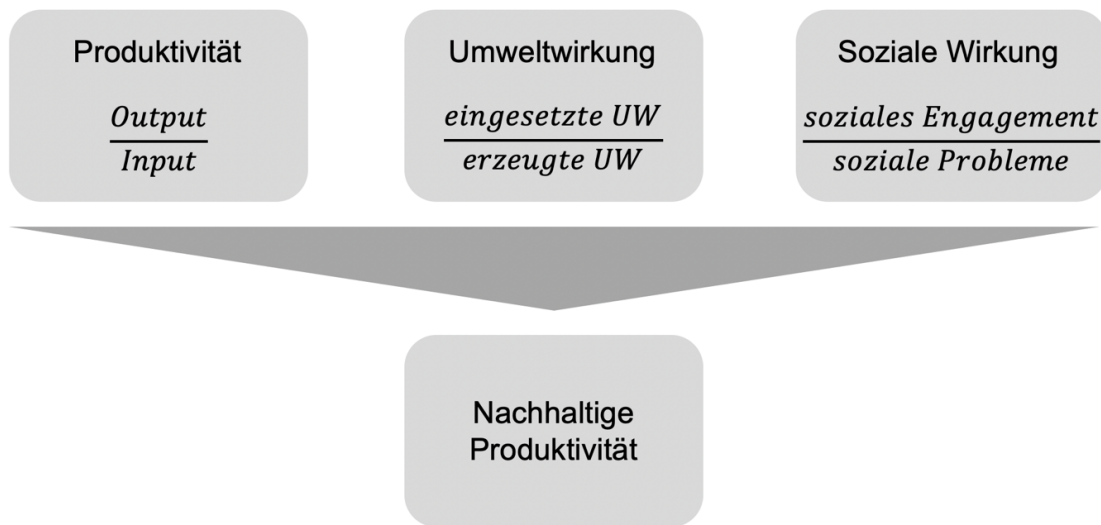 Produktivität
Output
Input
Umweltwirkung
eingesetzte UW
erzeugte UW
Soziale Wirkung
soziales Engagement
soziale Probleme
Nachhaltige
Produktivität